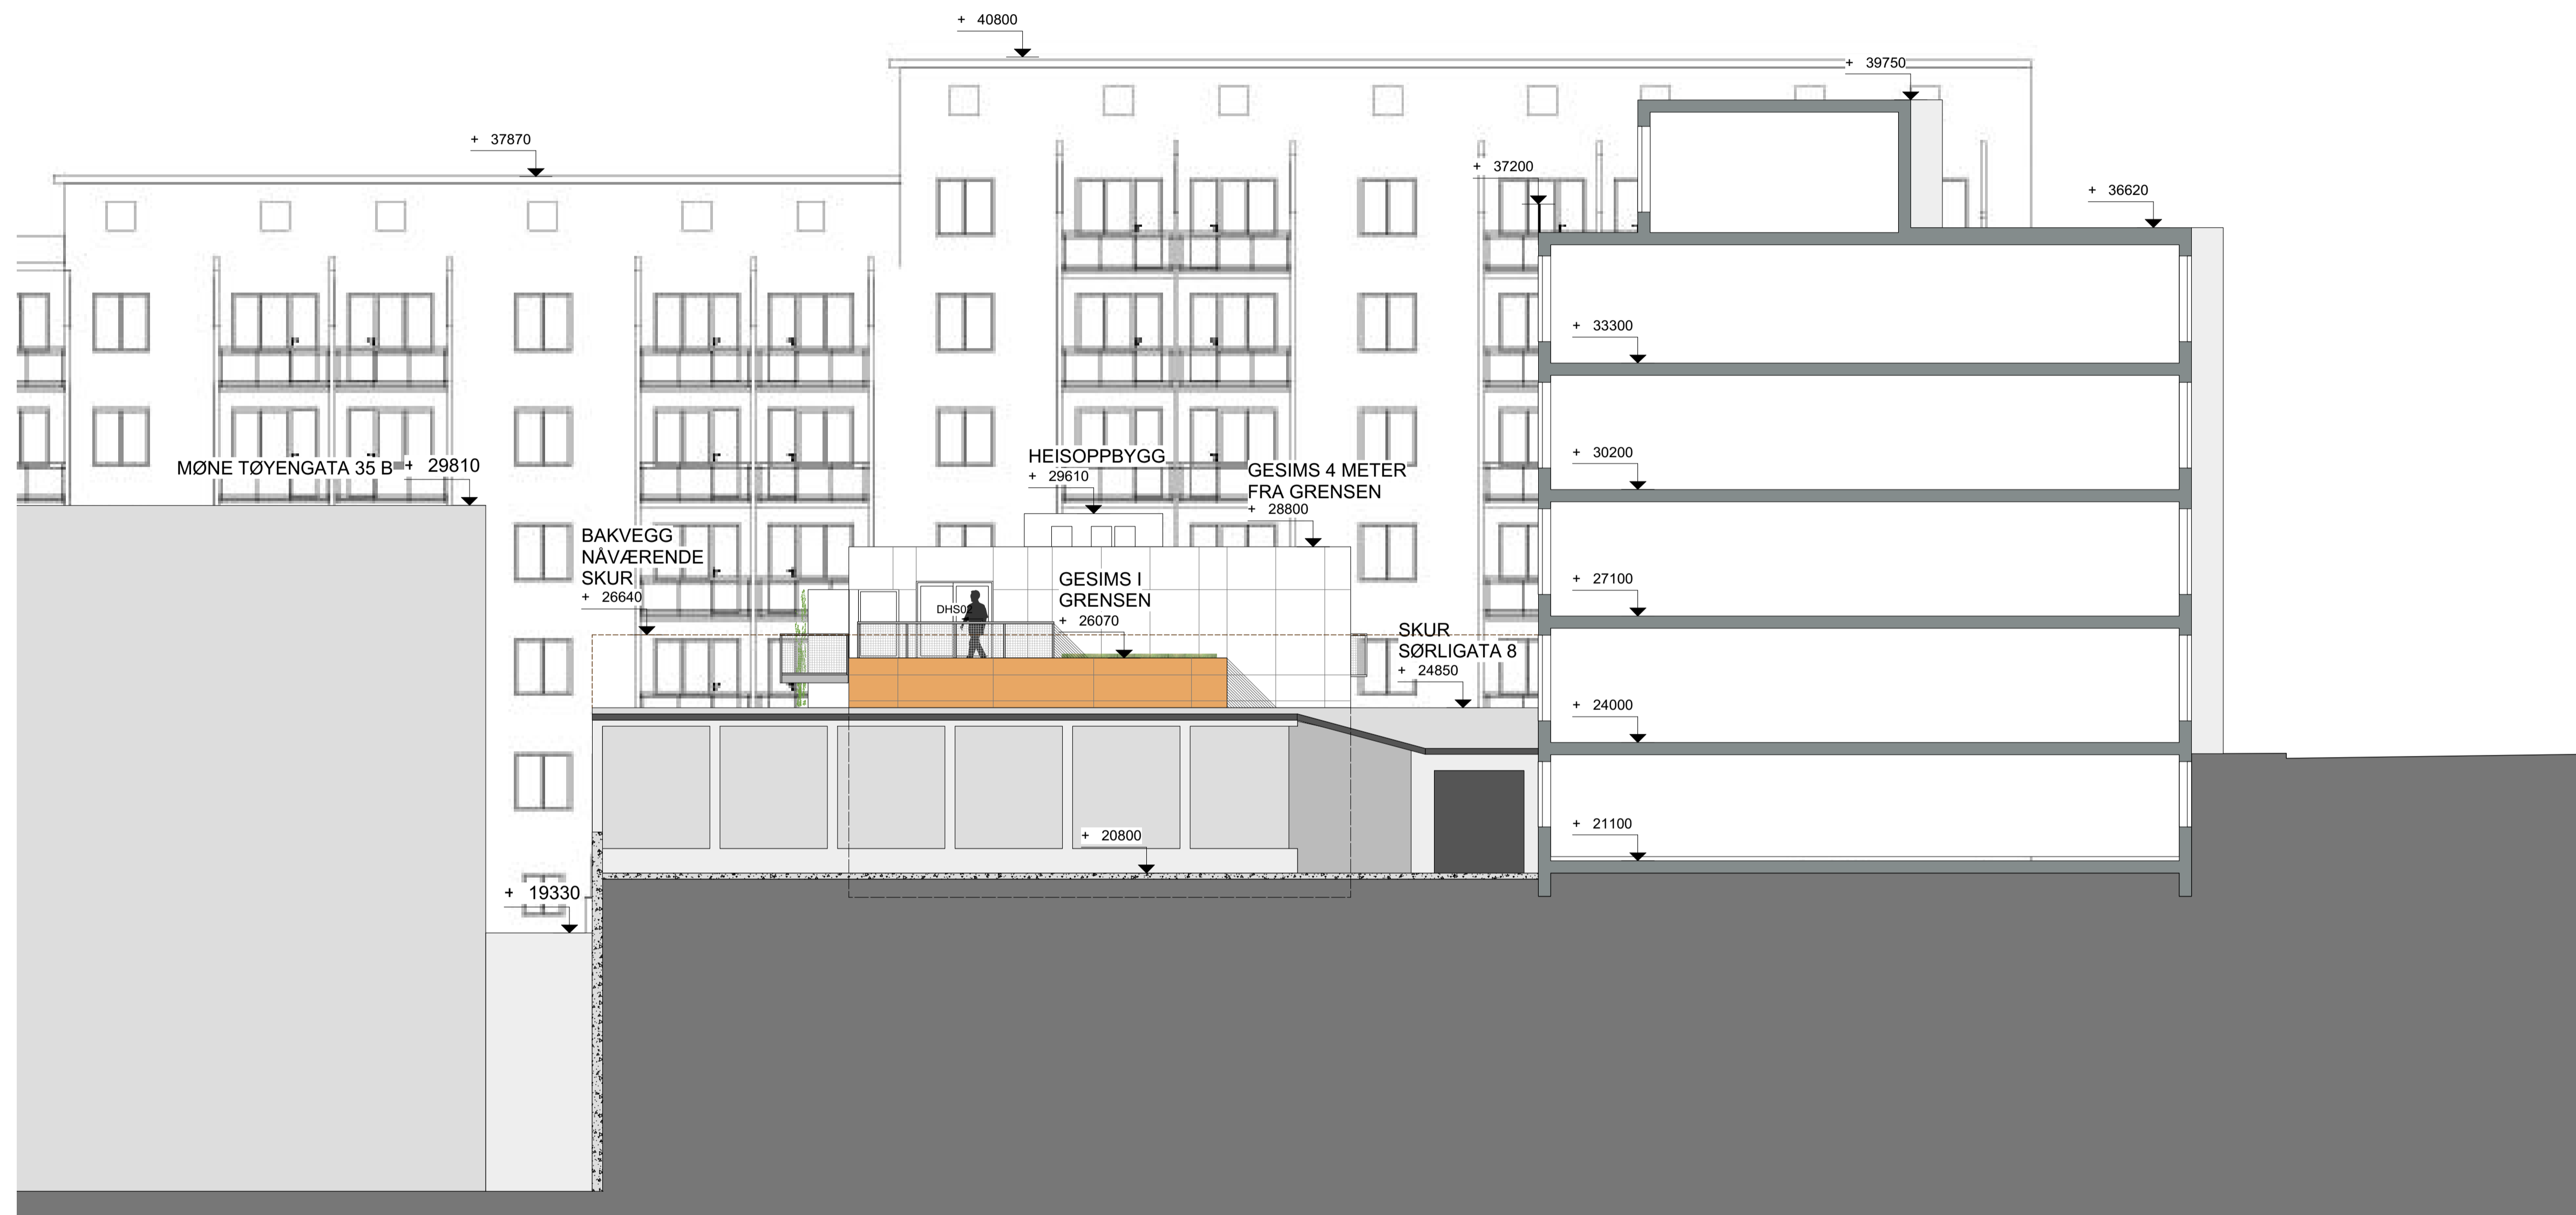 + 40800
+ 39750
+ 37870
+ 37200
+ 36620
+ 33300
MØNE TØYENGATA 35 B + 29810
HEISOPPBYGG
+ 29610
GESIMS 4 METER
FRA GRENSEN
+ 28800
+ 30200
BAKVEGG
NÅVÆRENDE
SKUR
+ 26640
DHS02
GESIMS I
GRENSEN
+ 26070
+ 27100
SKUR
SØRLIGATA 8
+ 24850
+ 24000
+ 20800
+ 21100
+ 19330